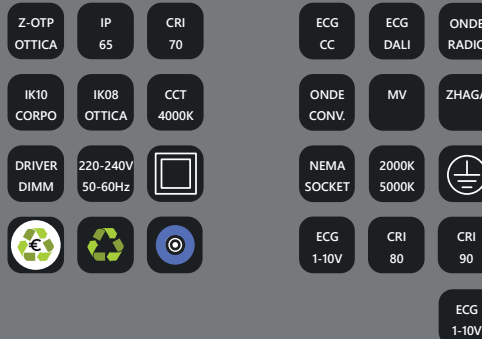 Z-OTP
OTTICA
IP
65
CRI
70
IK10
CORPO
IK08
OTTICA
CCT
4000K
DRIVER
DIMM
220-240V
50-60Hz
€
ECG
CC
ECG
DALI
ONDE
RADIO
ONDE
CONV.
MV
ZHAGA
NEMA
SOCKET
2000K
5000K
ECG
1-10V
CRI
80
CRI
90
ECG
1-10V